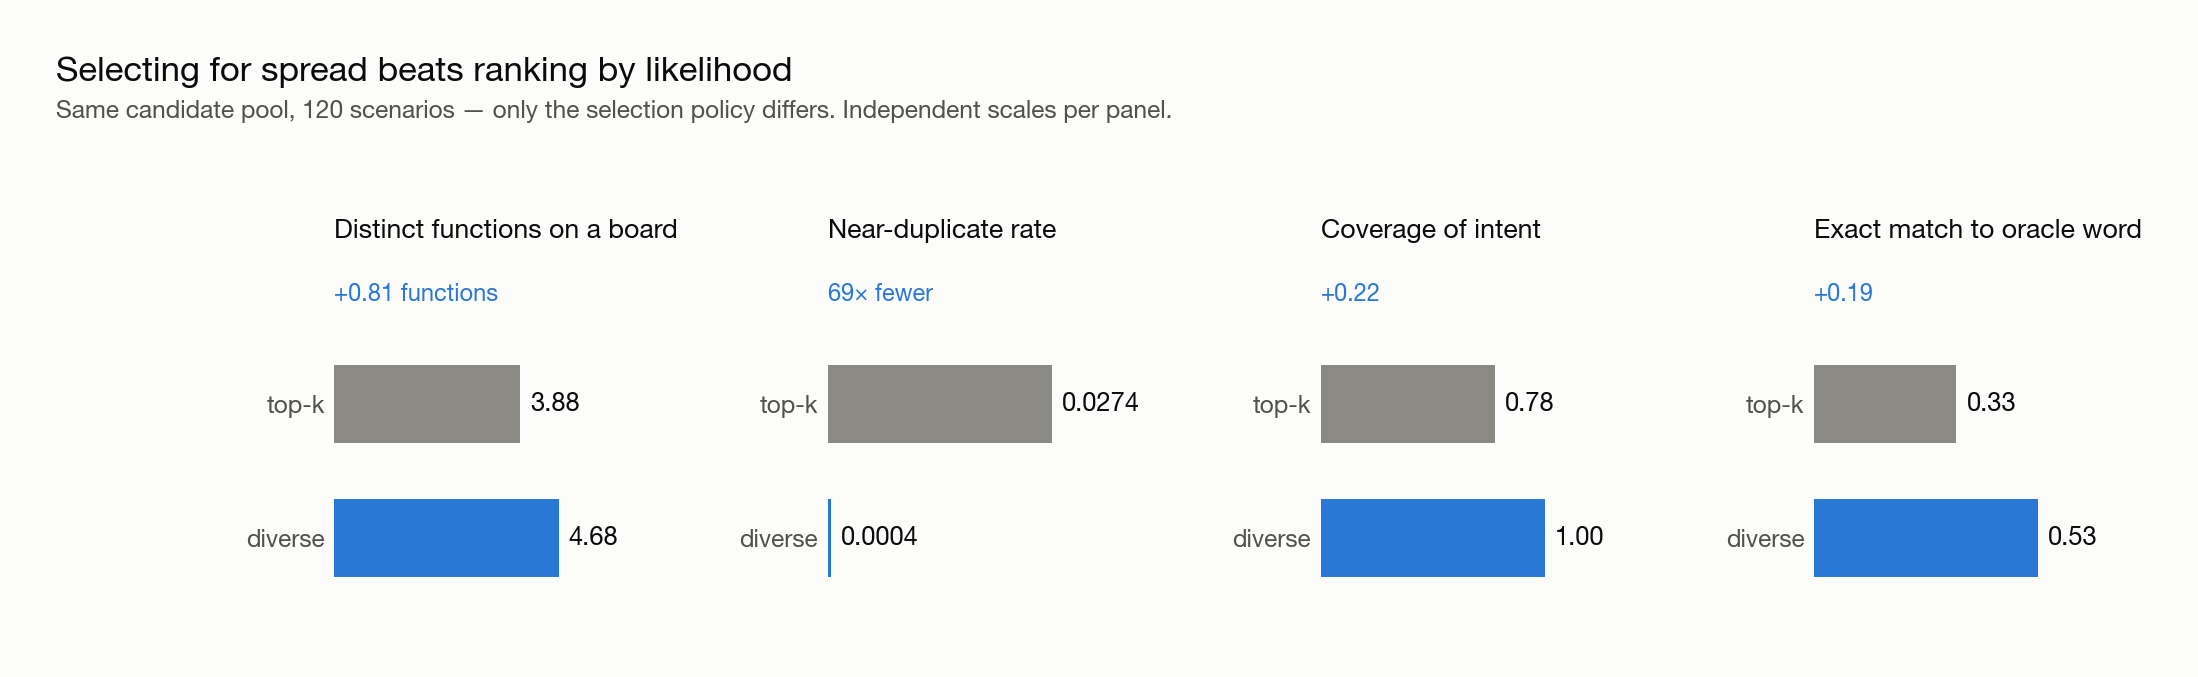 Selecting for spread beats ranking by likelihood
Same candidate pool, 120 scenarios — only the selection policy differs. Independent scales per panel.
Distinct functions on a board
+0.81 functions
top-k 3.88
diverse 4.68
Near-duplicate rate
69× fewer
top-k 0.0274
diverse 0.0004
Coverage of intent
+0.22
top-k 0.78
diverse 1.00
Exact match to oracle word
+0.19
top-k 0.33
diverse 0.53